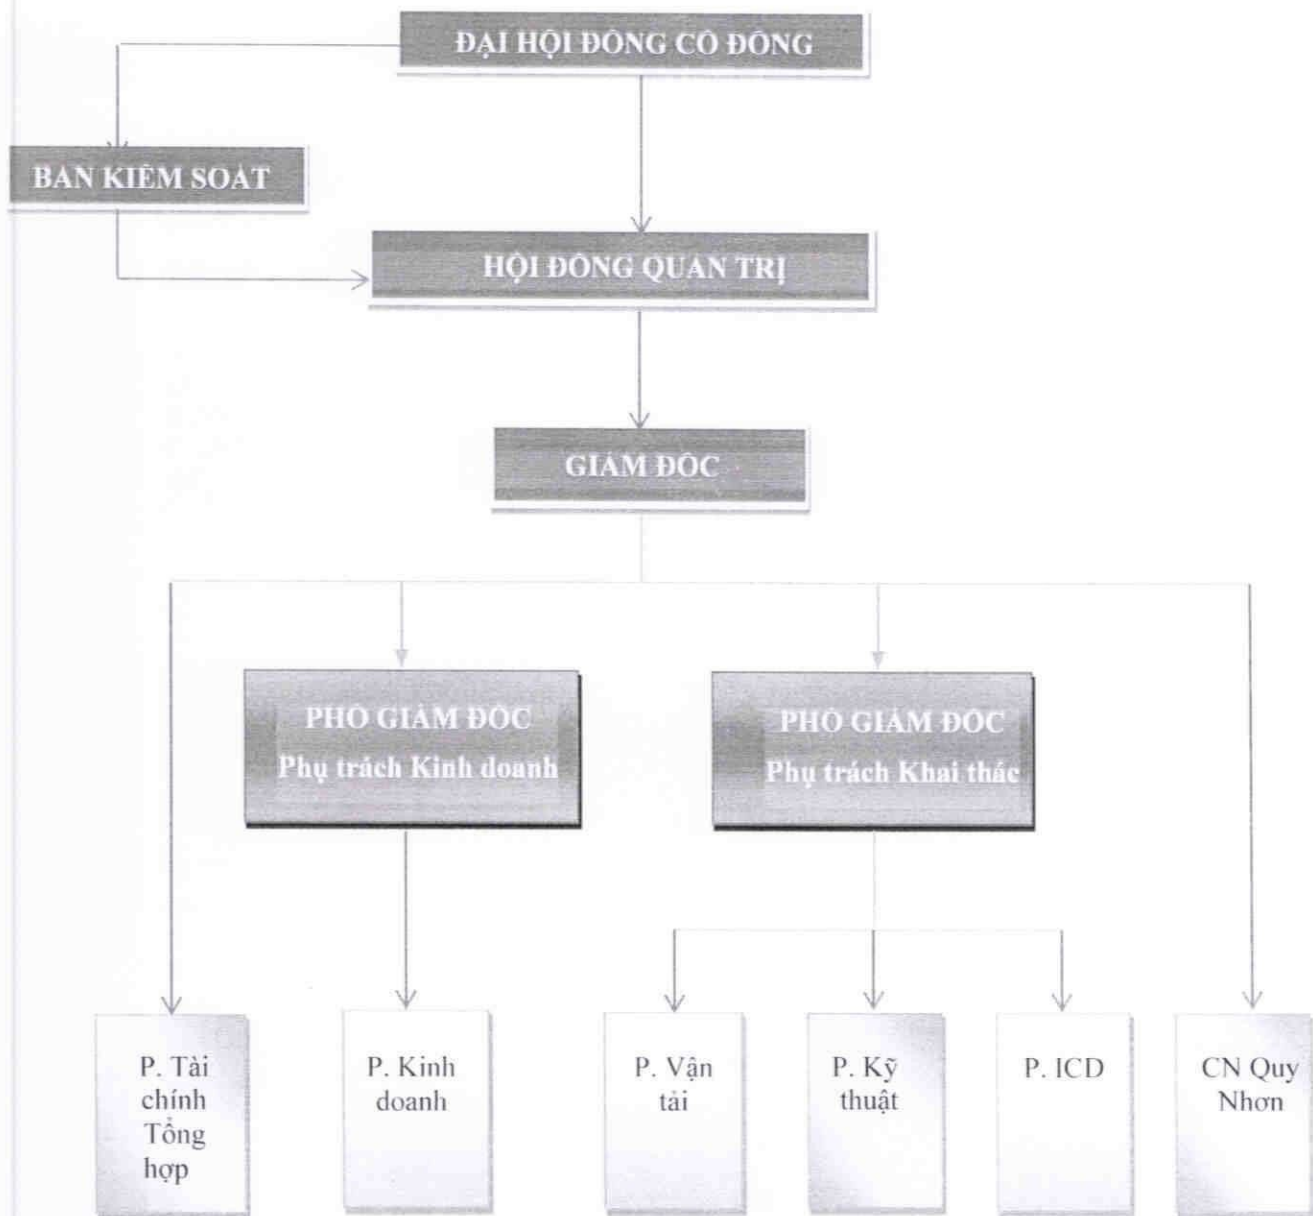 ĐẠI HỘI ĐỒNG CỔ ĐÔNG
BAN KIỂM SOÁT
HỘI ĐỒNG QUẢN TRỊ
GIÁM ĐỐC
PHÓ GIÁM ĐỐC
Phụ trách Kinh doanh
PHÓ GIÁM ĐỐC
Phụ trách Khai thác
P. Tài
chính
Tổng
hợp
P. Kinh
doanh
P. Vận
tải
P. Kỹ
thuật
P. ICD
CN Quy
Nhơn